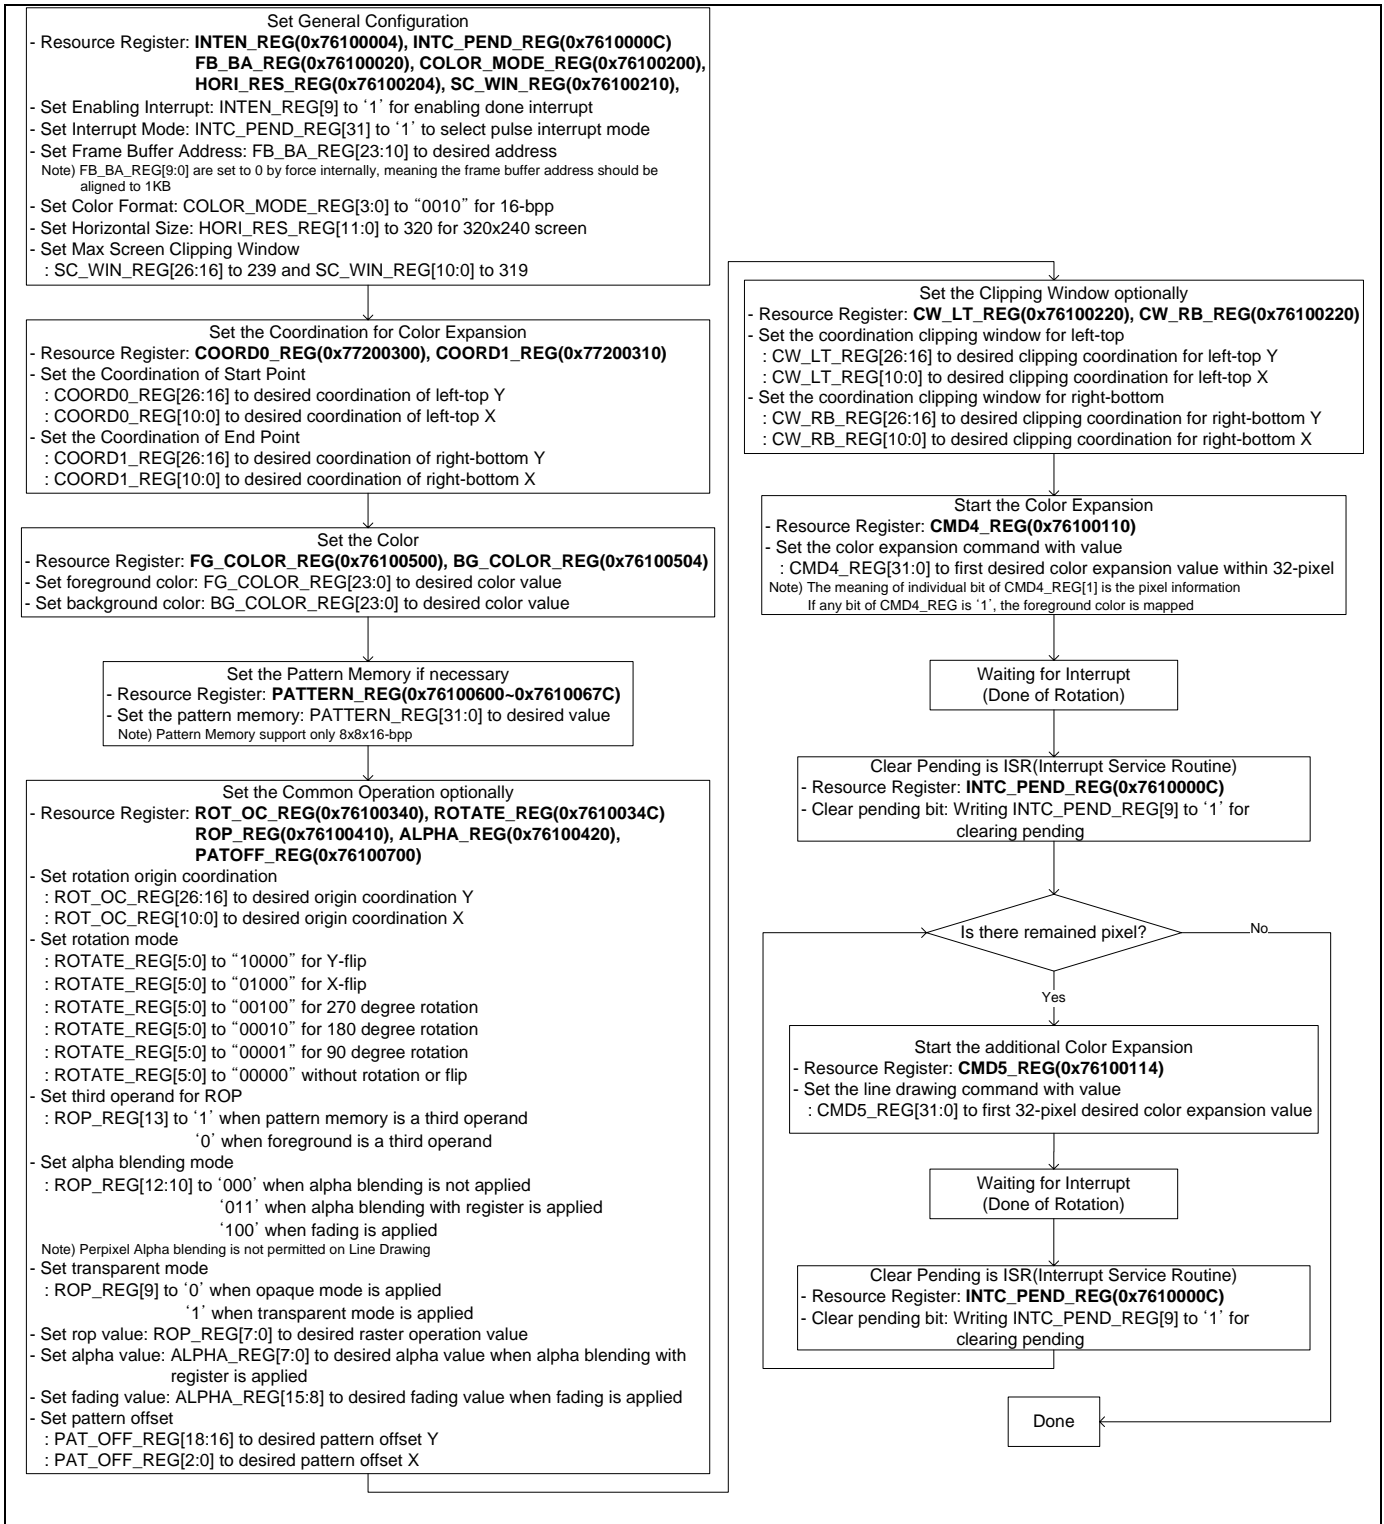 Set General Configuration
- Resource Register: INTEN_REG(0x76100004), INTC_PEND_REG(0x7610000C)
FB_BA_REG(0x76100020), COLOR_MODE_REG(0x76100200),
HORI_RES_REG(0x76100204), SC_WIN_REG(0x76100210),
- Set Enabling Interrupt: INTEN_REG[9] to ‘1’ for enabling done interrupt
- Set Interrupt Mode: INTC_PEND_REG[31] to ‘1’ to select pulse interrupt mode
- Set Frame Buffer Address: FB_BA_REG[23:10] to desired address
Note) FB_BA_REG[9:0] are set to 0 by force internally, meaning the frame buffer address should be
aligned to 1KB
- Set Color Format: COLOR_MODE_REG[3:0] to “0010” for 16-bpp
- Set Horizontal Size: HORI_RES_REG[11:0] to 320 for 320x240 screen
- Set Max Screen Clipping Window
: SC_WIN_REG[26:16] to 239 and SC_WIN_REG[10:0] to 319
Set the Coordination for Color Expansion
- Resource Register: COORD0_REG(0x77200300), COORD1_REG(0x77200310)
- Set the Coordination of Start Point
: COORD0_REG[26:16] to desired coordination of left-top Y
: COORD0_REG[10:0] to desired coordination of left-top X
- Set the Coordination of End Point
: COORD1_REG[26:16] to desired coordination of right-bottom Y
: COORD1_REG[10:0] to desired coordination of right-bottom X
Set the Color
- Resource Register: FG_COLOR_REG(0x76100500), BG_COLOR_REG(0x76100504)
- Set foreground color: FG_COLOR_REG[23:0] to desired color value
- Set background color: BG_COLOR_REG[23:0] to desired color value
Set the Pattern Memory if necessary
- Resource Register: PATTERN_REG(0x76100600~0x7610067C)
- Set the pattern memory: PATTERN_REG[31:0] to desired value
Note) Pattern Memory support only 8x8x16-bpp
Set the Common Operation optionally
- Resource Register: ROT_OC_REG(0x76100340), ROTATE_REG(0x7610034C)
ROP_REG(0x76100410), ALPHA_REG(0x76100420),
PATOFF_REG(0x76100700)
- Set rotation origin coordination
: ROT_OC_REG[26:16] to desired origin coordination Y
: ROT_OC_REG[10:0] to desired origin coordination X
- Set rotation mode
: ROTATE_REG[5:0] to “10000” for Y-flip
: ROTATE_REG[5:0] to “01000” for X-flip
: ROTATE_REG[5:0] to “00100” for 270 degree rotation
: ROTATE_REG[5:0] to “00010” for 180 degree rotation
: ROTATE_REG[5:0] to “00001” for 90 degree rotation
: ROTATE_REG[5:0] to “00000” without rotation or flip
- Set third operand for ROP
: ROP_REG[13] to ‘1’ when pattern memory is a third operand
‘0’ when foreground is a third operand
- Set alpha blending mode
: ROP_REG[12:10] to ‘000’ when alpha blending is not applied
‘011’ when alpha blending with register is applied
‘100’ when fading is applied
Note) Perpixel Alpha blending is not permitted on Line Drawing
- Set transparent mode
: ROP_REG[9] to ‘0’ when opaque mode is applied
‘1’ when transparent mode is applied
- Set rop value: ROP_REG[7:0] to desired raster operation value
- Set alpha value: ALPHA_REG[7:0] to desired alpha value when alpha blending with
register is applied
- Set fading value: ALPHA_REG[15:8] to desired fading value when fading is applied
- Set pattern offset
: PAT_OFF_REG[18:16] to desired pattern offset Y
: PAT_OFF_REG[2:0] to desired pattern offset X
Set the Clipping Window optionally
- Resource Register: CW_LT_REG(0x76100220), CW_RB_REG(0x76100220)
- Set the coordination clipping window for left-top
: CW_LT_REG[26:16] to desired clipping coordination for left-top Y
: CW_LT_REG[10:0] to desired clipping coordination for left-top X
- Set the coordination clipping window for right-bottom
: CW_RB_REG[26:16] to desired clipping coordination for right-bottom Y
: CW_RB_REG[10:0] to desired clipping coordination for right-bottom X
Start the Color Expansion
- Resource Register: CMD4_REG(0x76100110)
- Set the color expansion command with value
: CMD4_REG[31:0] to first desired color expansion value within 32-pixel
Note) The meaning of individual bit of CMD4_REG[1] is the pixel information
If any bit of CMD4_REG is ‘1’, the foreground color is mapped
Waiting for Interrupt
(Done of Rotation)
Clear Pending is ISR(Interrupt Service Routine)
- Resource Register: INTC_PEND_REG(0x7610000C)
- Clear pending bit: Writing INTC_PEND_REG[9] to ‘1’ for
clearing pending
Is there remained pixel?
No
Yes
Start the additional Color Expansion
- Resource Register: CMD5_REG(0x76100114)
- Set the line drawing command with value
: CMD5_REG[31:0] to first 32-pixel desired color expansion value
Waiting for Interrupt
(Done of Rotation)
Clear Pending is ISR(Interrupt Service Routine)
- Resource Register: INTC_PEND_REG(0x7610000C)
- Clear pending bit: Writing INTC_PEND_REG[9] to ‘1’ for
clearing pending
Done